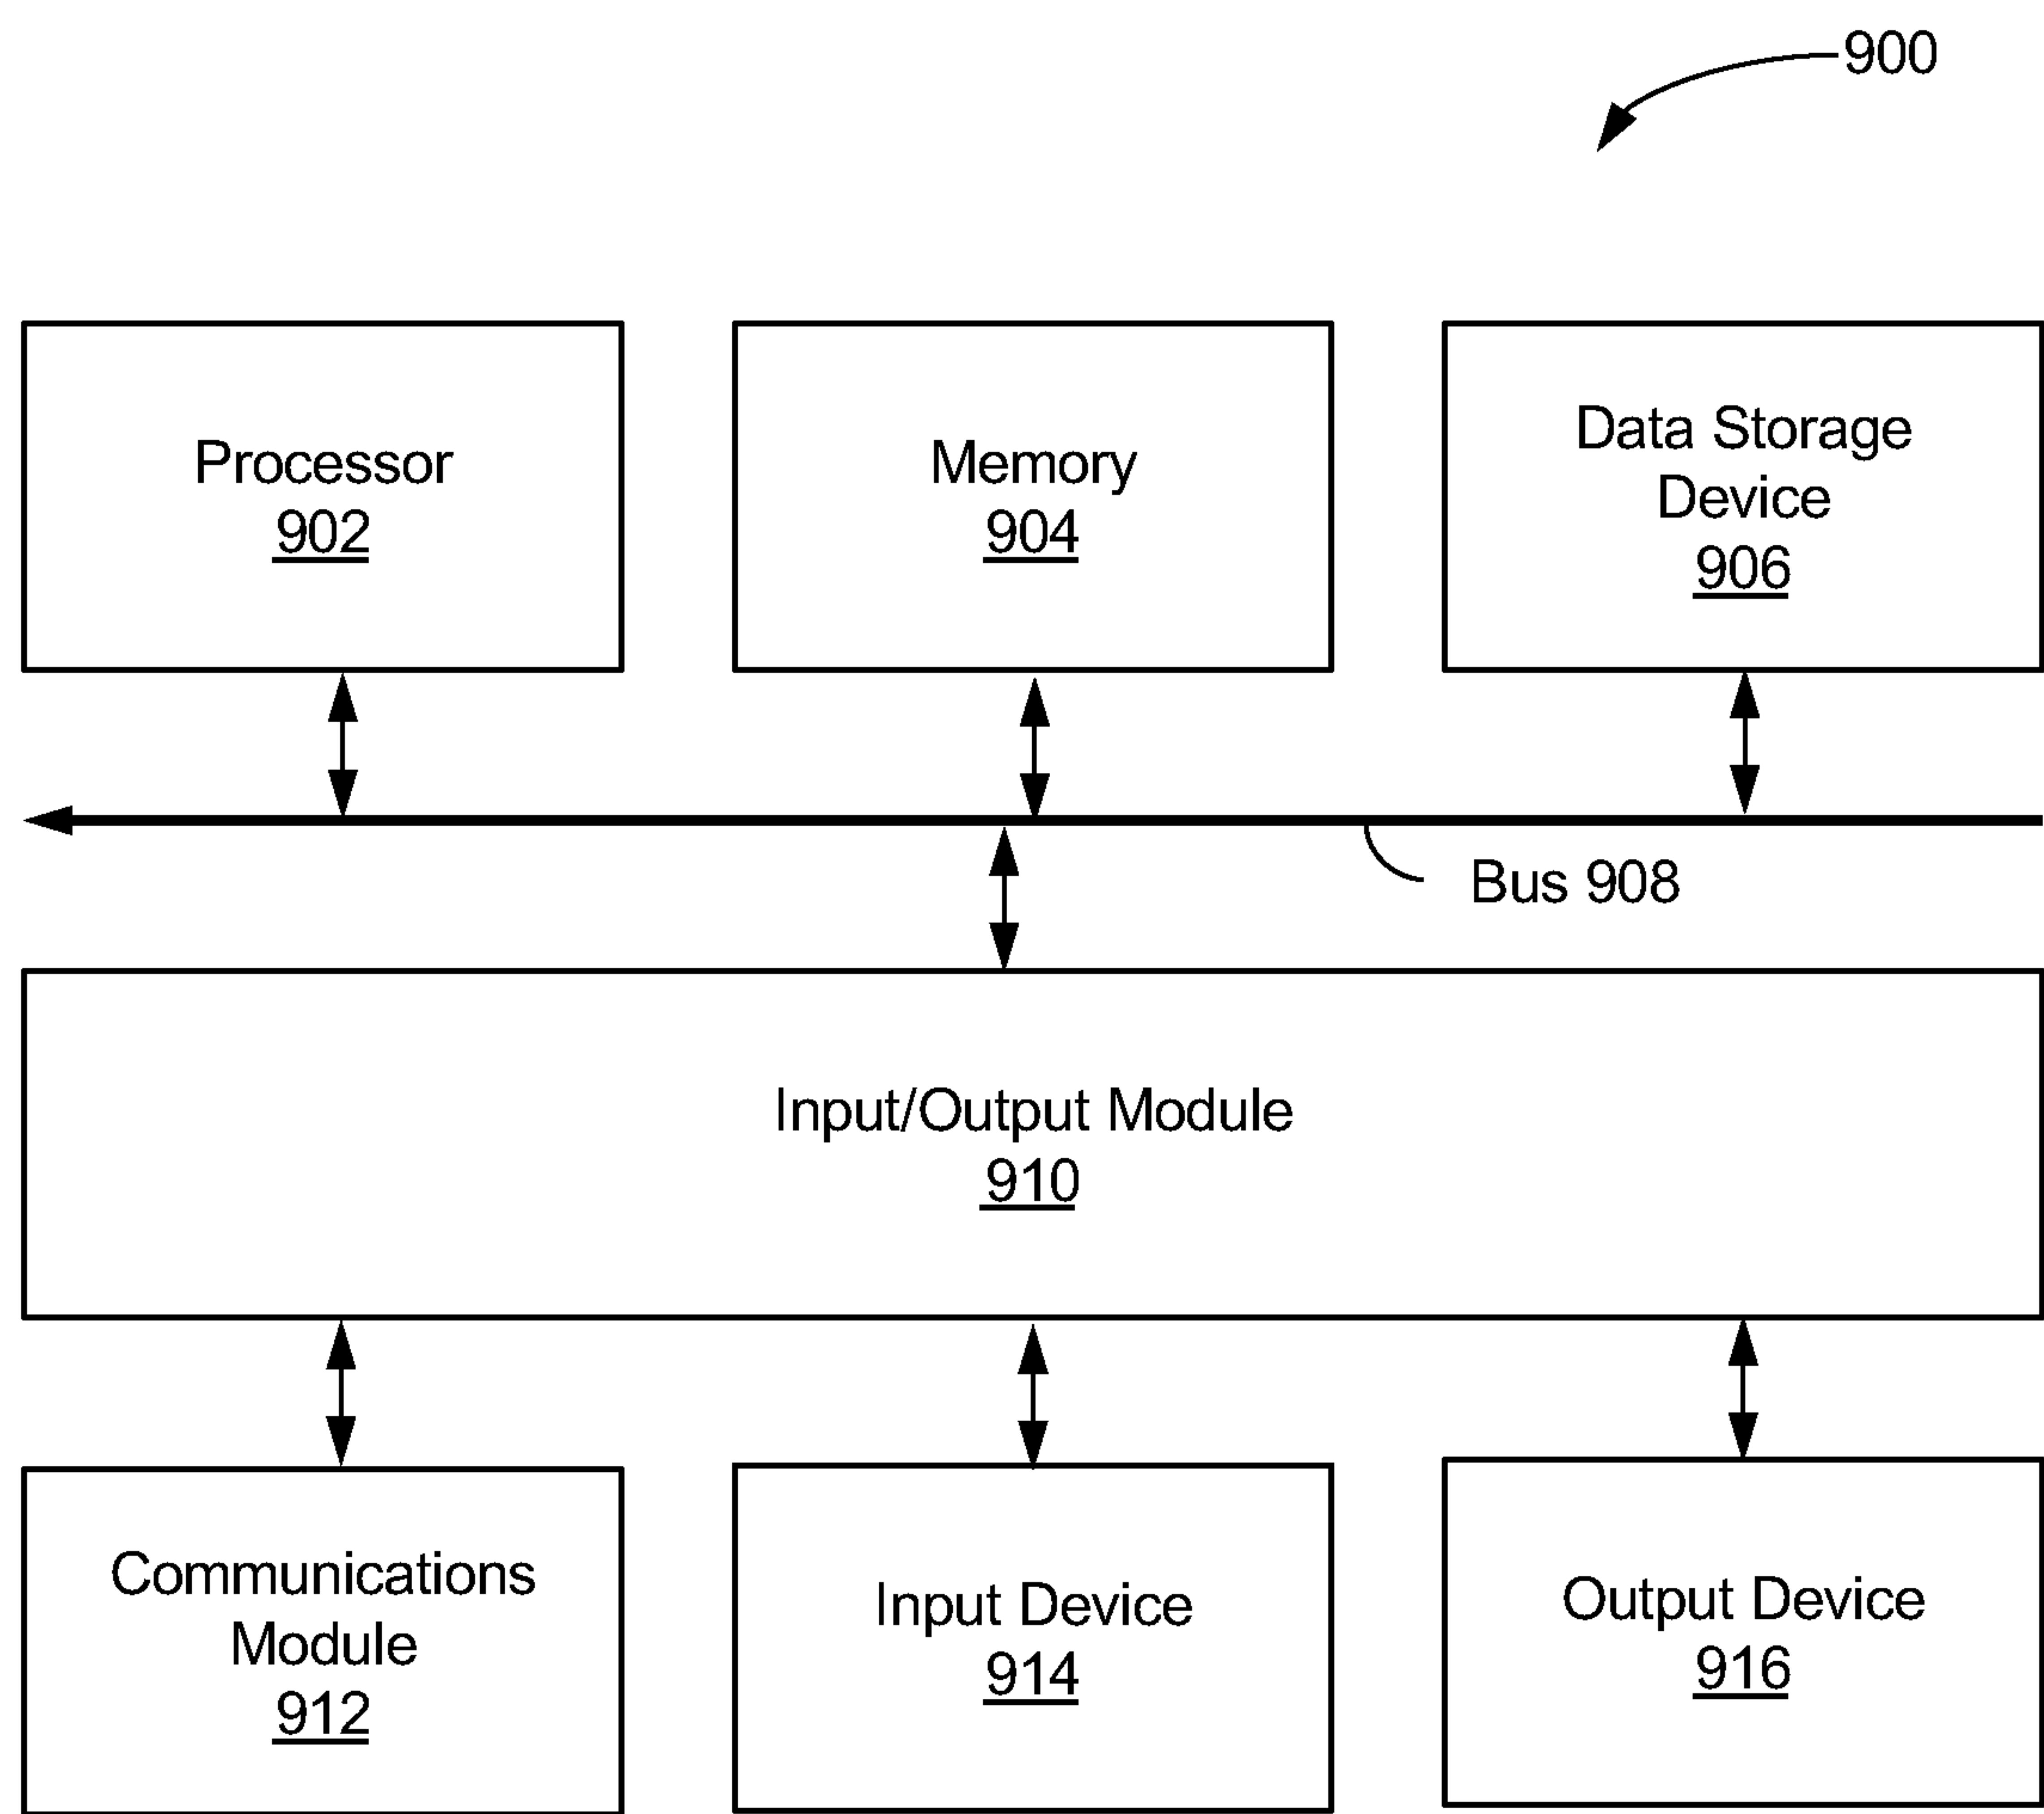 900
Processor
902
Memory
904
Data Storage
Device
906
Bus 908
Input/Output Module
910
Communications
Module
912
Input Device
914
Output Device
916